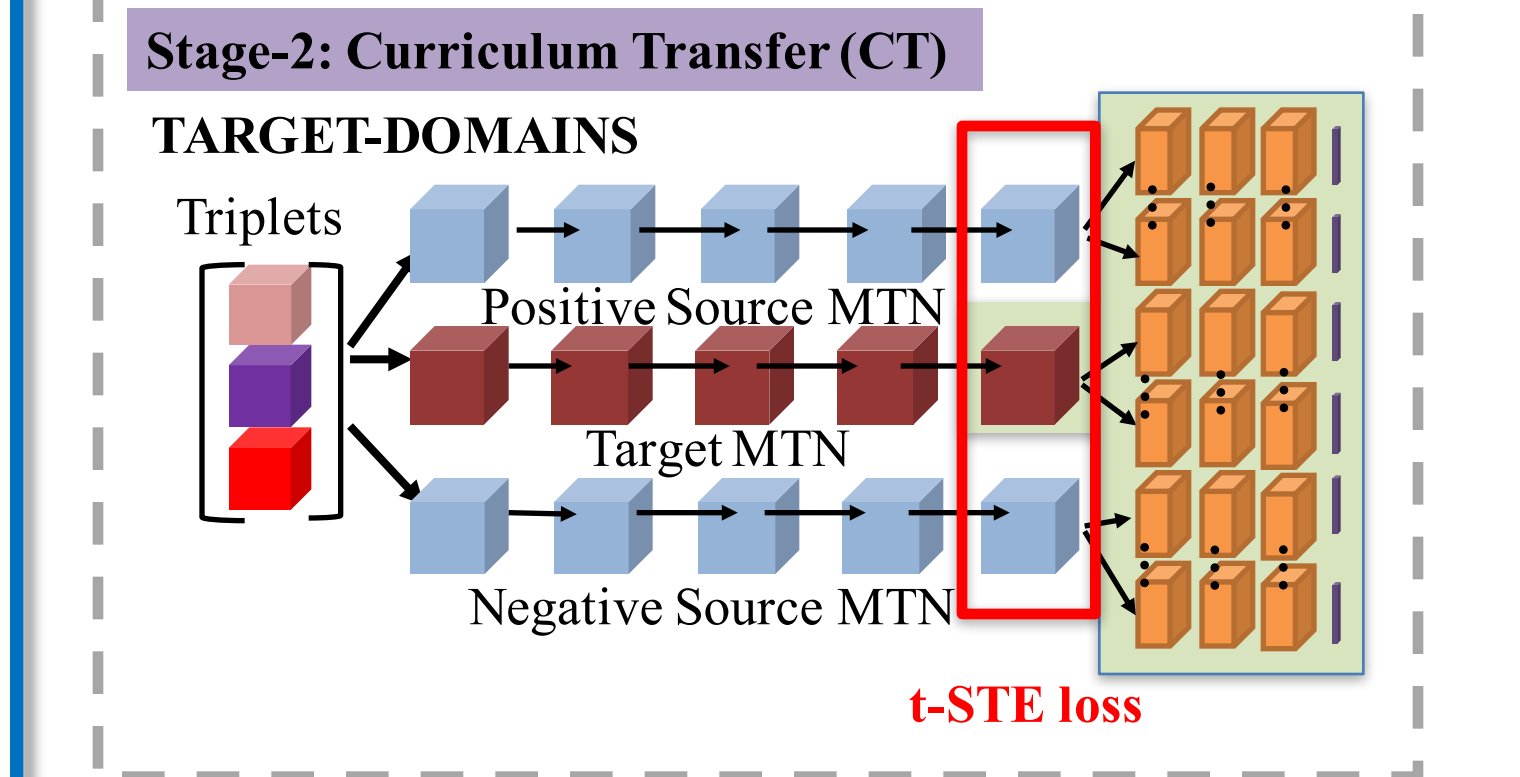 Stage-2: Curriculum Transfer (CT)
TARGET-DOMAINS
Triplets
Positive Source MTN
Target MTN
Negative Source MTN
t-STE loss